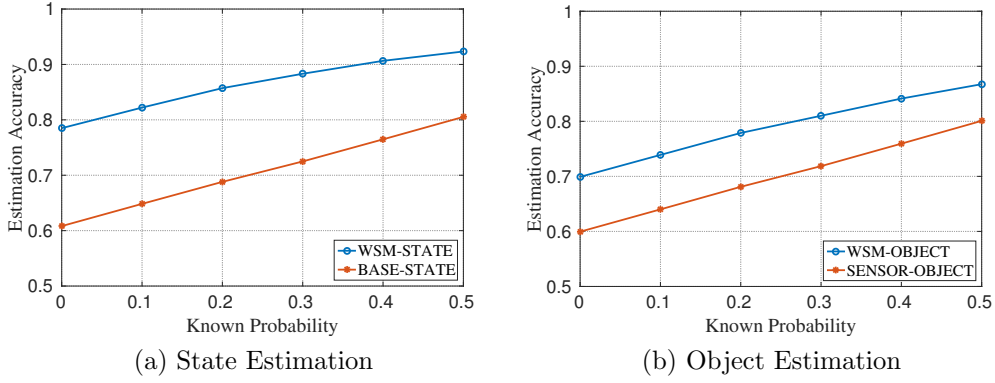 1
0.9
0.8
0.7
0.6
0.5
Estimation Accuracy
WSM-STATE
BASE-STATE
0 0.1 0.2 0.3 0.4 0.5
Known Probability
(a) State Estimation
1
0.9
0.8
0.7
0.6
0.5
Estimation Accuracy
WSM-OBJECT
SENSOR-OBJECT
0 0.1 0.2 0.3 0.4 0.5
Known Probability
(b) Object Estimation